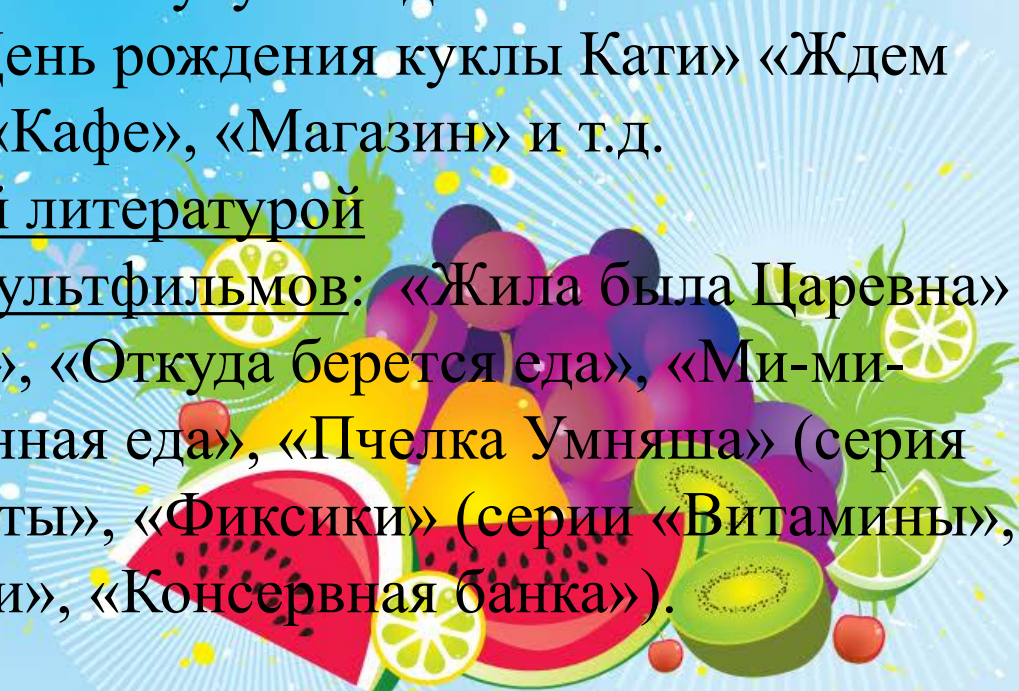 ень рождения куклы Кати» «Ждем
«Кафе», «Магазин» и т.д.
й литературой
ультфильмов: «Жила была Царевна»
», «Откуда берется еда», «Ми-ми-
нная еда», «Пчелка Умняша» (серия
ты», «Фиксики» (серии «Витамины»,
и», «Консервная банка»).